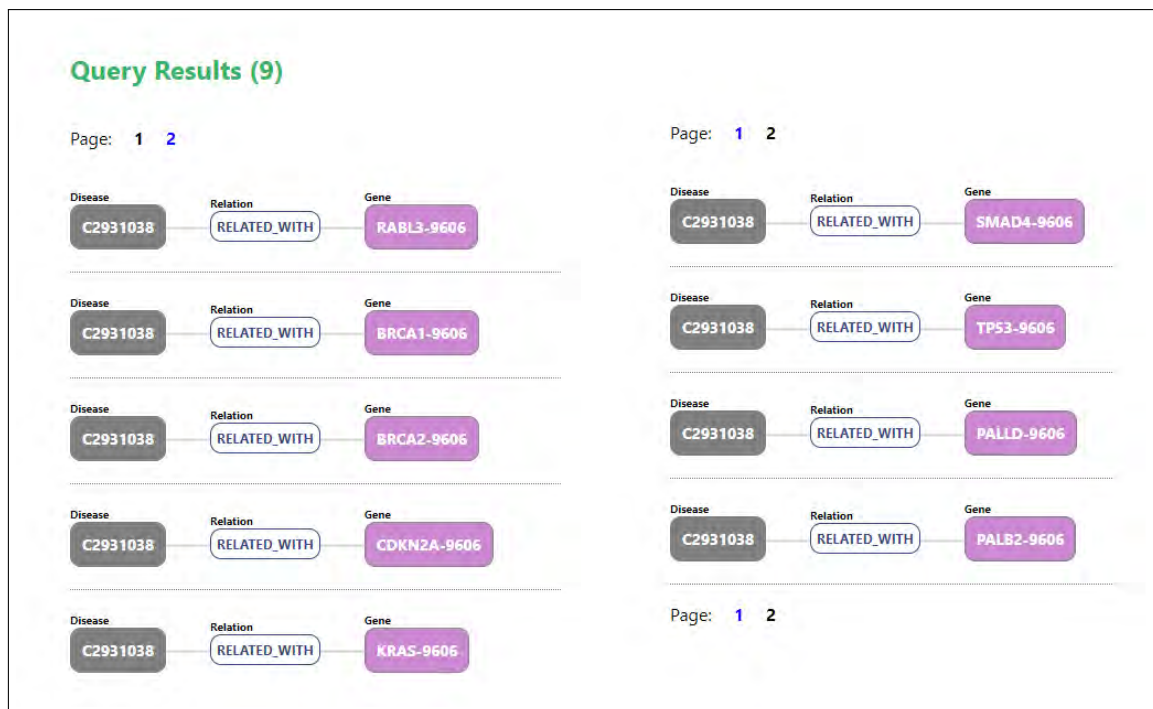 Query Results (9)
Page: 1 2
Disease Relation Gene
C2931038 RELATED_WITH RABL3-9606
Disease Relation Gene
C2931038 RELATED_WITH BRCA1-9606
Disease Relation Gene
C2931038 RELATED_WITH BRCA2-9606
Disease Relation Gene
C2931038 RELATED_WITH CDKN2A-9606
Disease Relation Gene
C2931038 RELATED_WITH KRAS-9606
Page: 1 2
Disease Relation Gene
C2931038 RELATED_WITH SMAD4-9606
Disease Relation Gene
C2931038 RELATED_WITH TP53-9606
Disease Relation Gene
C2931038 RELATED_WITH PALLD-9606
Disease Relation Gene
C2931038 RELATED_WITH PALB2-9606
Page: 1 2